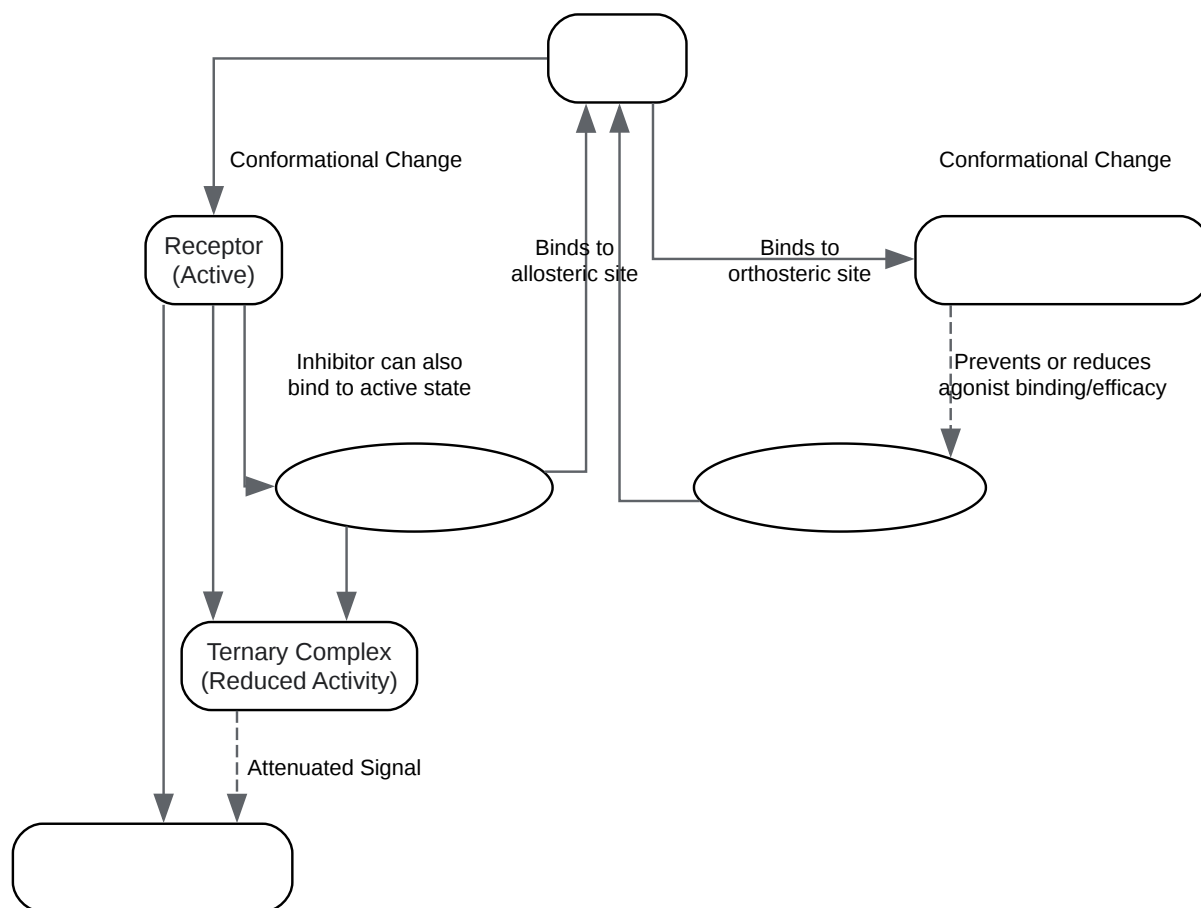 Conformational Change
Conformational Change
Receptor
(Active)
Binds to
allosteric site
Binds to
orthosteric site
Inhibitor can also
bind to active state
Prevents or reduces
agonist binding/efficacy
Ternary Complex
(Reduced Activity)
Attenuated Signal